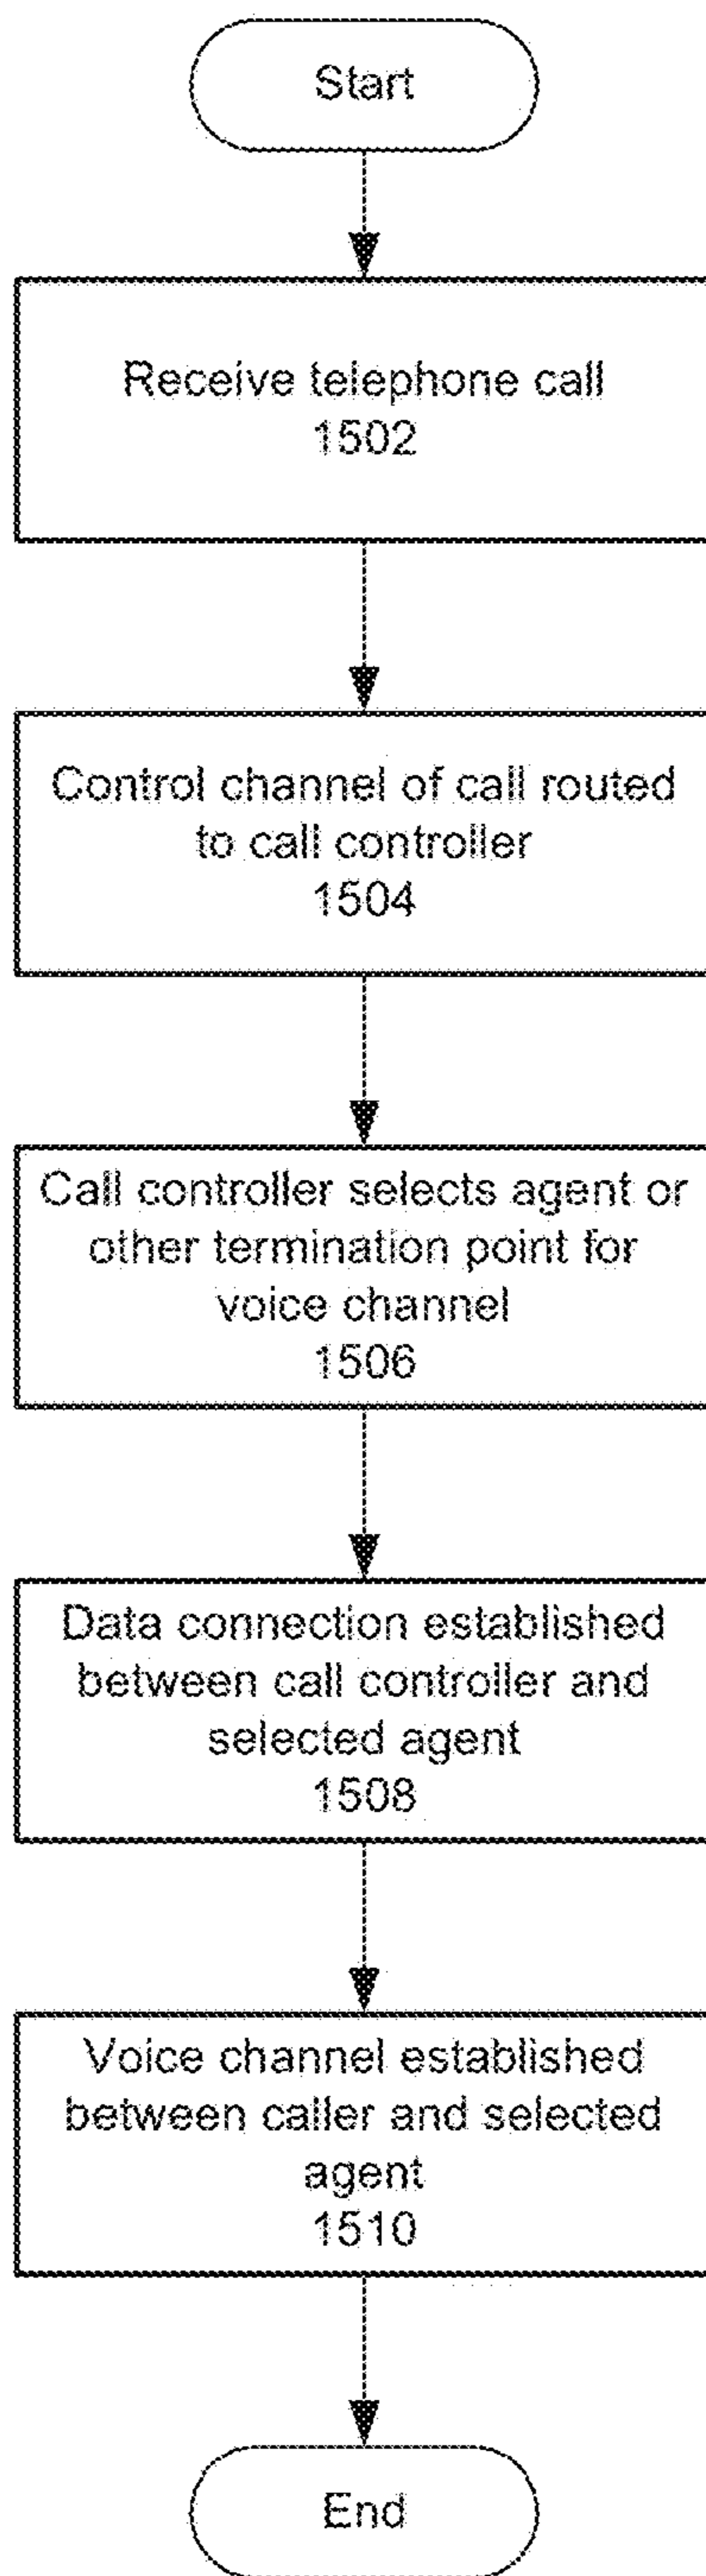 Start
Receive telephone call
1502
Control channel of call routed
to call controller
1504
Call controller selects agent or
other termination point for
voice channel
1506
Data connection established
between call controller and
selected agent
1508
Voice channel established
between caller and selected
agent
1510
End